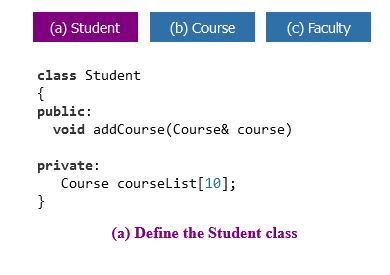 (a) Student (b) Course (c) Faculty
class Student
{
public:
void addCourse(Course& course)
private:
Course courseList[10];
}
(a) Define the Student class